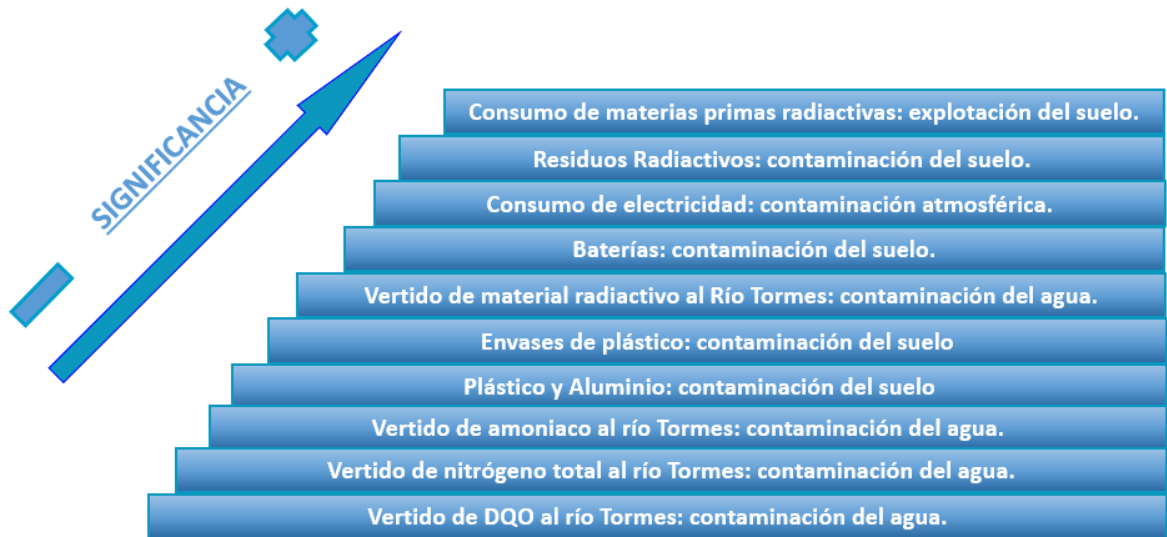 SIGNIFICANCIA
Consumo de materias primas radiactivas: explotación del suelo.
Residuos Radiactivos: contaminación del suelo.
Consumo de electricidad: contaminación atmosférica.
Baterías: contaminación del suelo.
Vertido de material radiactivo al Río Tormes: contaminación del agua.
Envases de plástico: contaminación del suelo
Plástico y Aluminio: contaminación del suelo
Vertido de amoniaco al río Tormes: contaminación del agua.
Vertido de nitrógeno total al río Tormes: contaminación del agua.
Vertido de DQO al río Tormes: contaminación del agua.